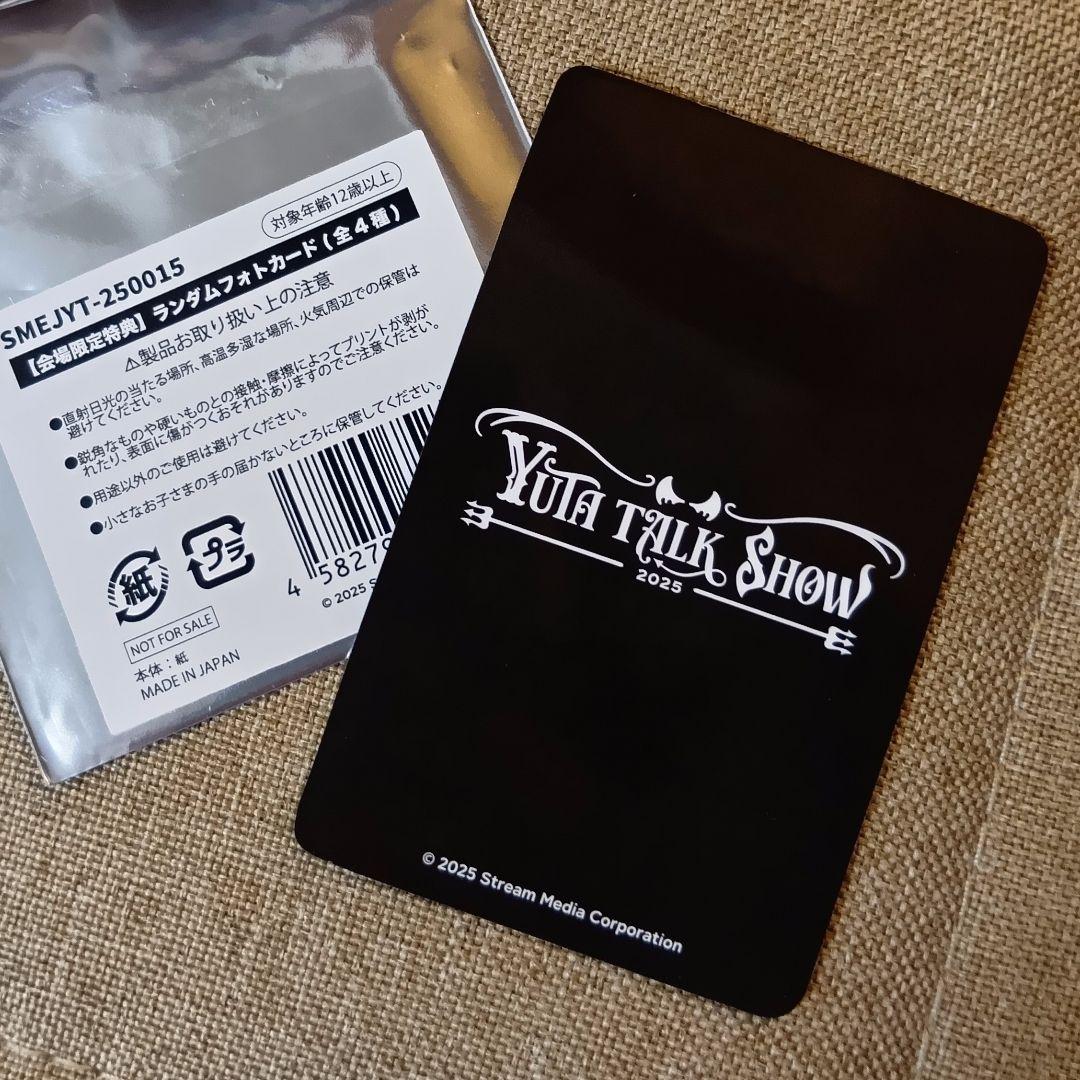 対象年齢12歳以上
SMEJYT-250015
【会場限定特典】ランダムフォトカード(全4種)
⚠製品お取り扱い上の注意
●直射日光の当たる場所、高温多湿な場所、火気周辺での保管は
避けてください。
●鋭角なものや硬いものとの接触・摩擦によってプリントが剥が
れたり、表面に傷がつくおそれがありますのでご注意ください。
●用途以外のご使用は避けてください。
●小さなお子さまの手の届かないところに保管してください。
紙
プラ
4 58279
© 2025 S
NOT FOR SALE
本体:紙
MADE IN JAPAN
YUTA TALK SHOW
2025
© 2025 Stream Media Corporation